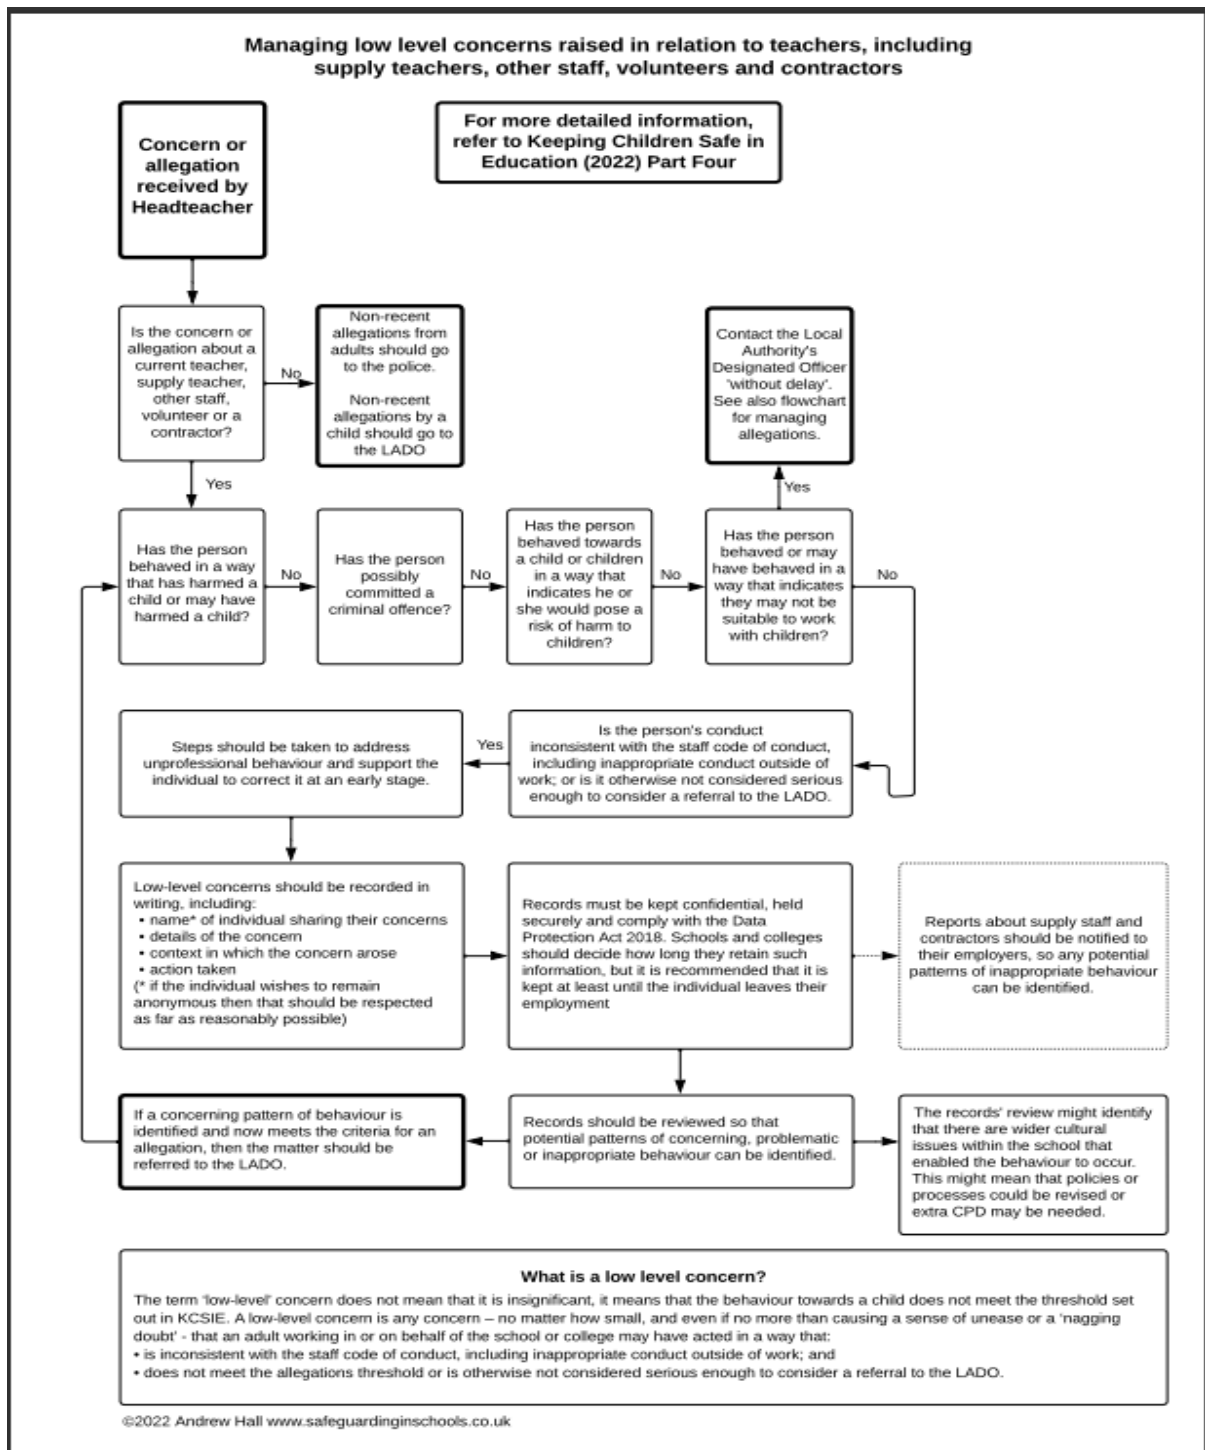 Managing low level concerns raised in relation to teachers, including
supply teachers, other staff, volunteers and contractors
Concern or
allegation
received by
Headteacher
For more detailed information,
refer to Keeping Children Safe in
Education (2022) Part Four
Is the concern or
allegation about a
current teacher,
supply teacher,
other staff,
volunteer or a
contractor?
No
Non-recent
allegations from
adults should go
to the police.
Non-recent
allegations by a
child should go to
the LADO
Contact the Local
Authority's
Designated Officer
'without delay'.
See also flowchart
for managing
allegations.
Yes
Yes
Has the person
behaved in a way
that has harmed a
child or may have
harmed a child?
No
Has the person
possibly
committed a
criminal offence?
No
Has the person
behaved towards
a child or children
in a way that
indicates he or
she would pose a
risk of harm to
children?
No
Has the person
behaved or may
have behaved in a
way that indicates
they may not be
suitable to work
with children?
No
Steps should be taken to address
unprofessional behaviour and support the
individual to correct it at an early stage.
Yes
Is the person's conduct
inconsistent with the staff code of conduct,
including inappropriate conduct outside of
work; or is it otherwise not considered serious
enough to consider a referral to the LADO.
Low-level concerns should be recorded in
writing, including:
• name* of individual sharing their concerns
• details of the concern
• context in which the concern arose
• action taken
(* if the individual wishes to remain
anonymous then that should be respected
as far as reasonably possible)
Records must be kept confidential, held
securely and comply with the Data
Protection Act 2018. Schools and colleges
should decide how long they retain such
information, but it is recommended that it is
kept at least until the individual leaves their
employment
Reports about supply staff and
contractors should be notified to
their employers, so any potential
patterns of inappropriate behaviour
can be identified.
If a concerning pattern of behaviour is
identified and now meets the criteria for an
allegation, then the matter should be
referred to the LADO.
Records should be reviewed so that
potential patterns of concerning, problematic
or inappropriate behaviour can be identified.
The records' review might identify
that there are wider cultural
issues within the school that
enabled the behaviour to occur.
This might mean that policies or
processes could be revised or
extra CPD may be needed.
What is a low level concern?
The term 'low-level' concern does not mean that it is insignificant, it means that the behaviour towards a child does not meet the threshold set
out in KCSIE. A low-level concern is any concern – no matter how small, and even if no more than causing a sense of unease or a 'nagging
doubt' - that an adult working in or on behalf of the school or college may have acted in a way that:
• is inconsistent with the staff code of conduct, including inappropriate conduct outside of work; and
• does not meet the allegations threshold or is otherwise not considered serious enough to consider a referral to the LADO.
©2022 Andrew Hall www.safeguardinginschools.co.uk